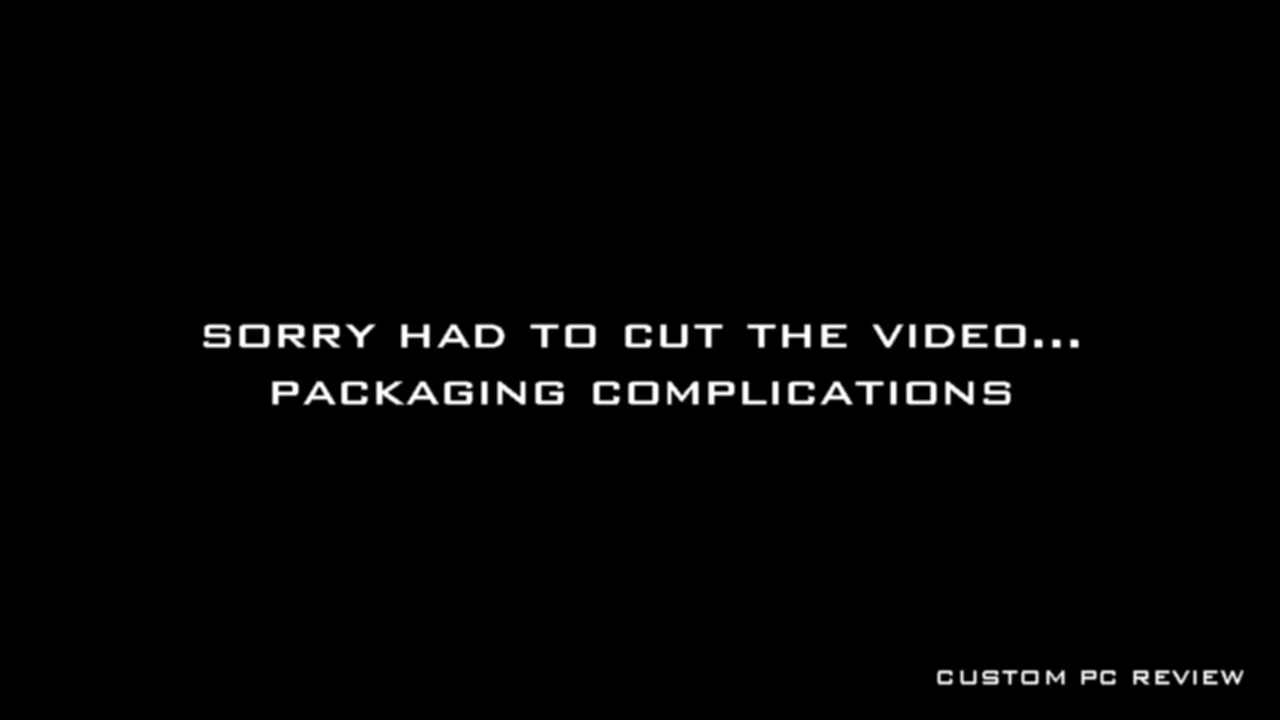 SORRY HAD TO CUT THE VIDEO...
PACKAGING COMPLICATIONS
CUSTOM PC REVIEW